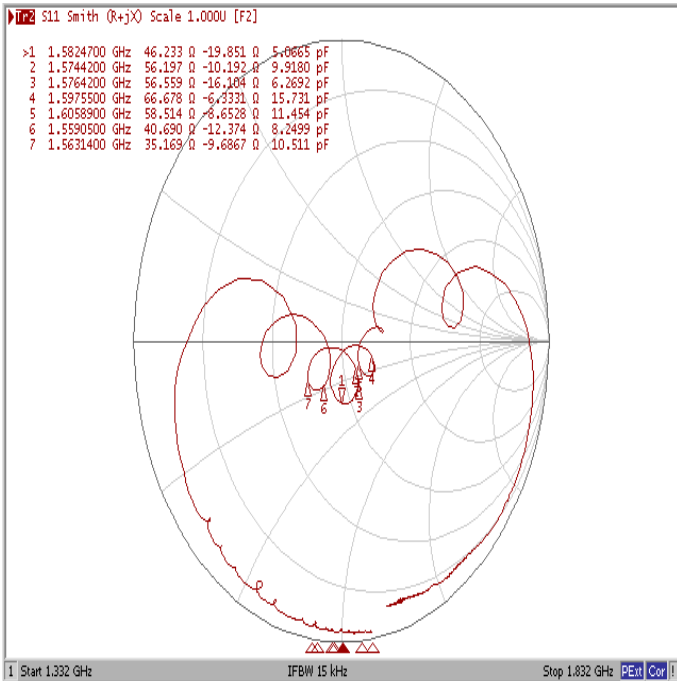 Tr2 S11 Smith (R+jX) Scale 1.000U [F2]
>1 1.5824700 GHz 46.233 Ω -19.851 Ω 5.0665 pF
2 1.5744200 GHz 56.197 Ω -10.192 Ω 9.9180 pF
3 1.5764200 GHz 56.559 Ω -16.104 Ω 6.2692 pF
4 1.5975500 GHz 66.678 Ω -6.3331 Ω 15.731 pF
5 1.6058900 GHz 58.514 Ω -8.6528 Ω 11.454 pF
6 1.5590500 GHz 40.690 Ω -12.374 Ω 8.2499 pF
7 1.5631400 GHz 35.169 Ω -9.6867 Ω 10.511 pF
1
4
7
6
3
1 Start 1.332 GHz IFBW 15 kHz Stop 1.832 GHz PExt Cor !